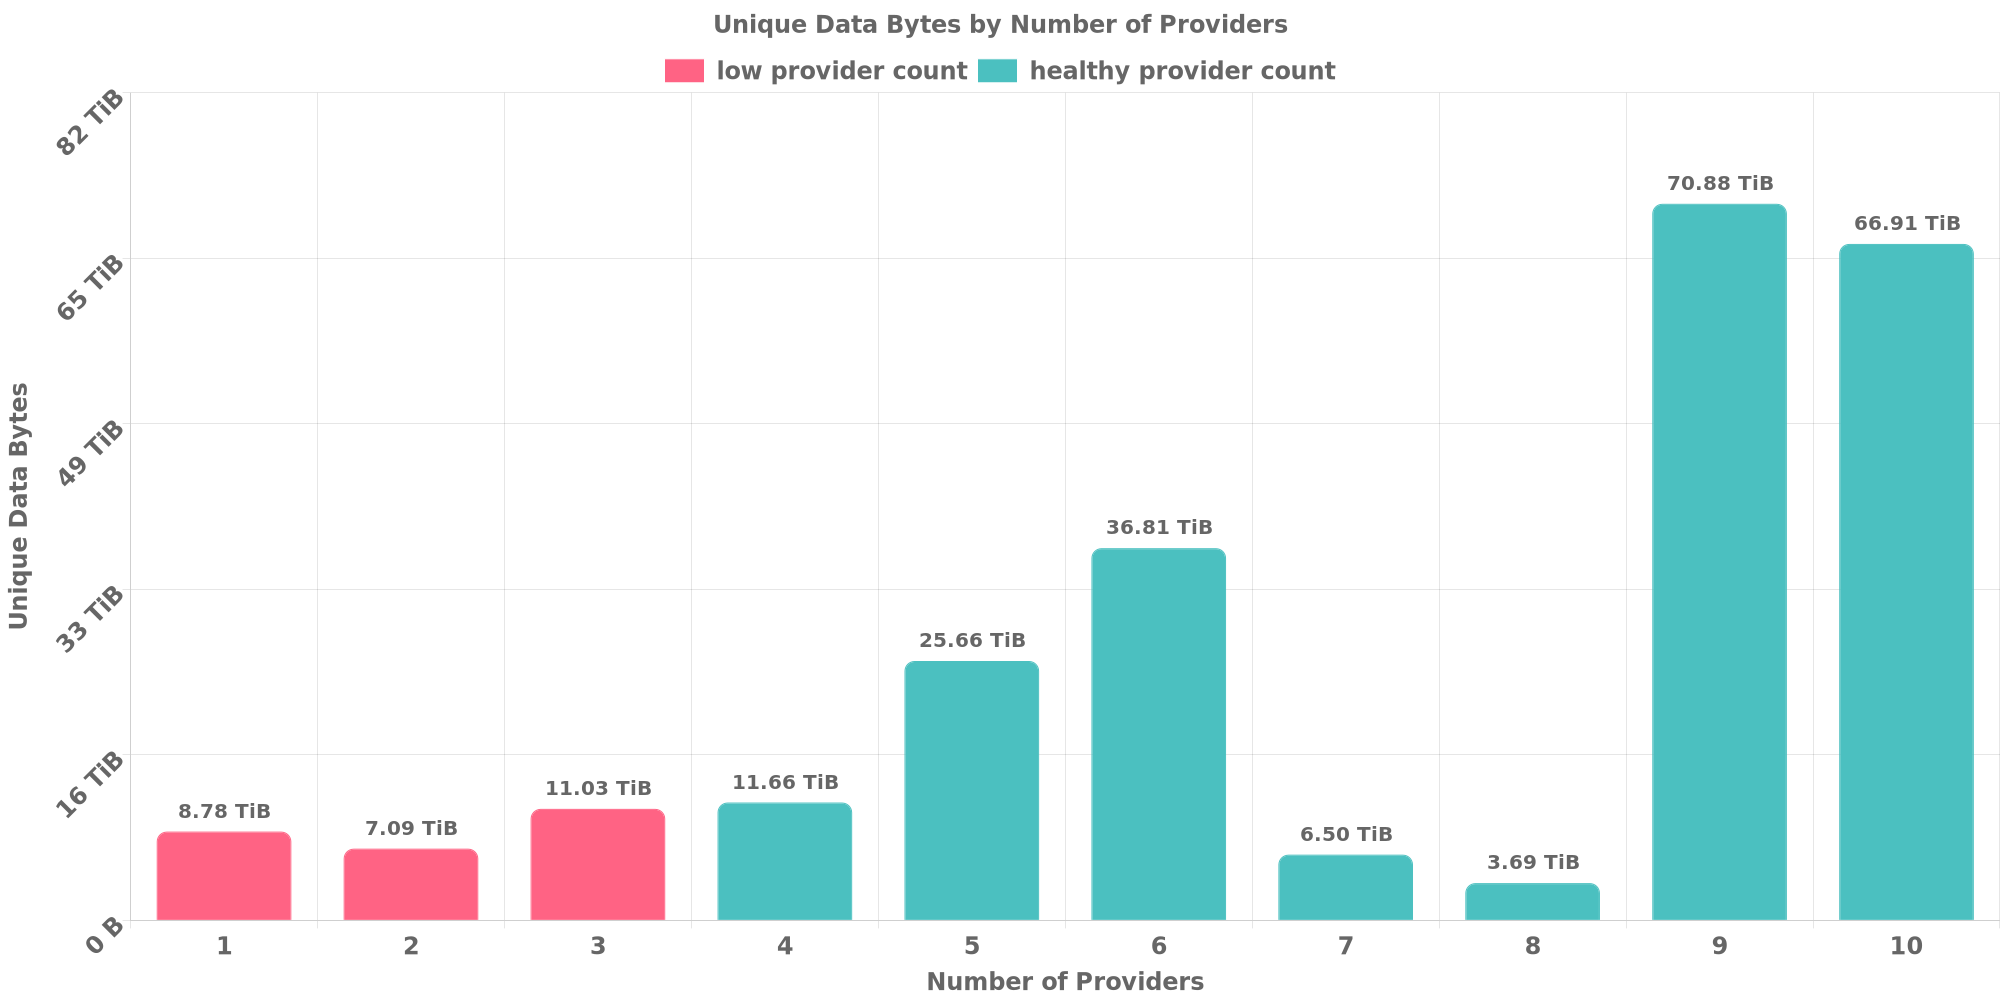 Unique Data Bytes by Number of Providers
low provider count healthy provider count
82 TiB
65 TiB
49 TiB
33 TiB
16 TiB
0 B
Unique Data Bytes
8.78 TiB
7.09 TiB
11.03 TiB
11.66 TiB
25.66 TiB
36.81 TiB
6.50 TiB
3.69 TiB
70.88 TiB
66.91 TiB
1 2 3 4 5 6 7 8 9 10
Number of Providers